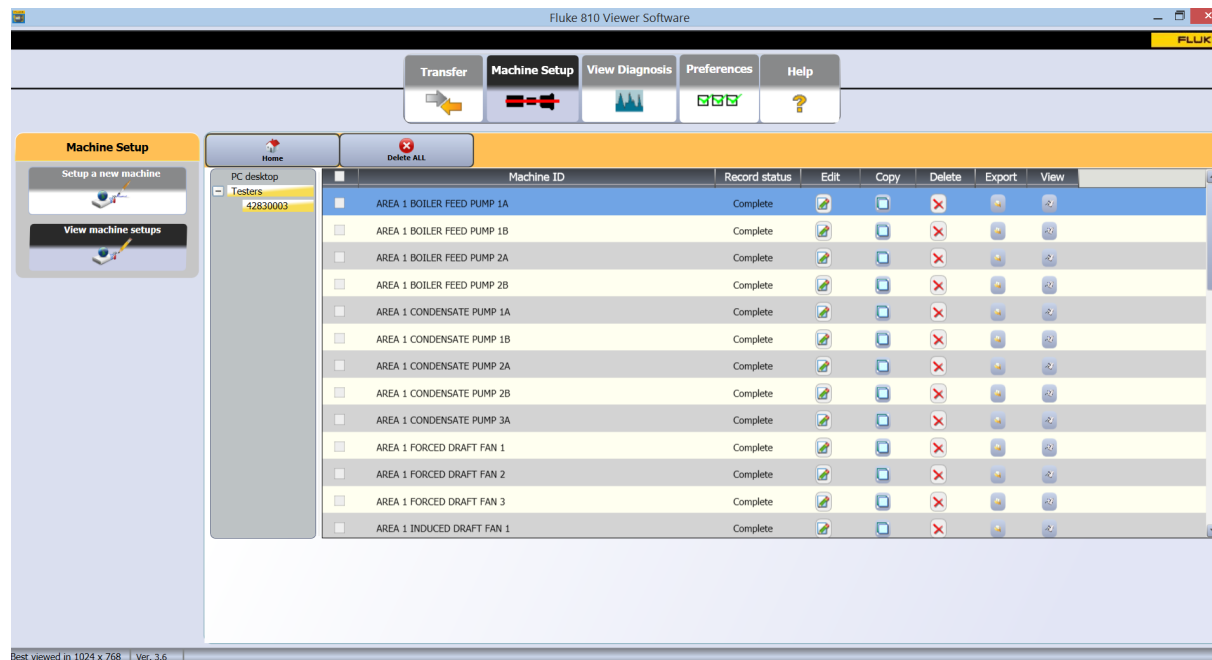 Fluke 810 Viewer Software
Transfer Machine Setup View Diagnosis Preferences Help
Machine Setup
Home Delete ALL
Setup a new machine
View machine setups
PC desktop
Testers
42830003
Machine ID Record status Edit Copy Delete Export View
AREA 1 BOILER FEED PUMP 1A Complete
AREA 1 BOILER FEED PUMP 1B Complete
AREA 1 BOILER FEED PUMP 2A Complete
AREA 1 BOILER FEED PUMP 2B Complete
AREA 1 CONDENSATE PUMP 1A Complete
AREA 1 CONDENSATE PUMP 1B Complete
AREA 1 CONDENSATE PUMP 2A Complete
AREA 1 CONDENSATE PUMP 2B Complete
AREA 1 CONDENSATE PUMP 3A Complete
AREA 1 FORCED DRAFT FAN 1 Complete
AREA 1 FORCED DRAFT FAN 2 Complete
AREA 1 FORCED DRAFT FAN 3 Complete
AREA 1 INDUCED DRAFT FAN 1 Complete
Best viewed in 1024 x 768 Ver. 3.6